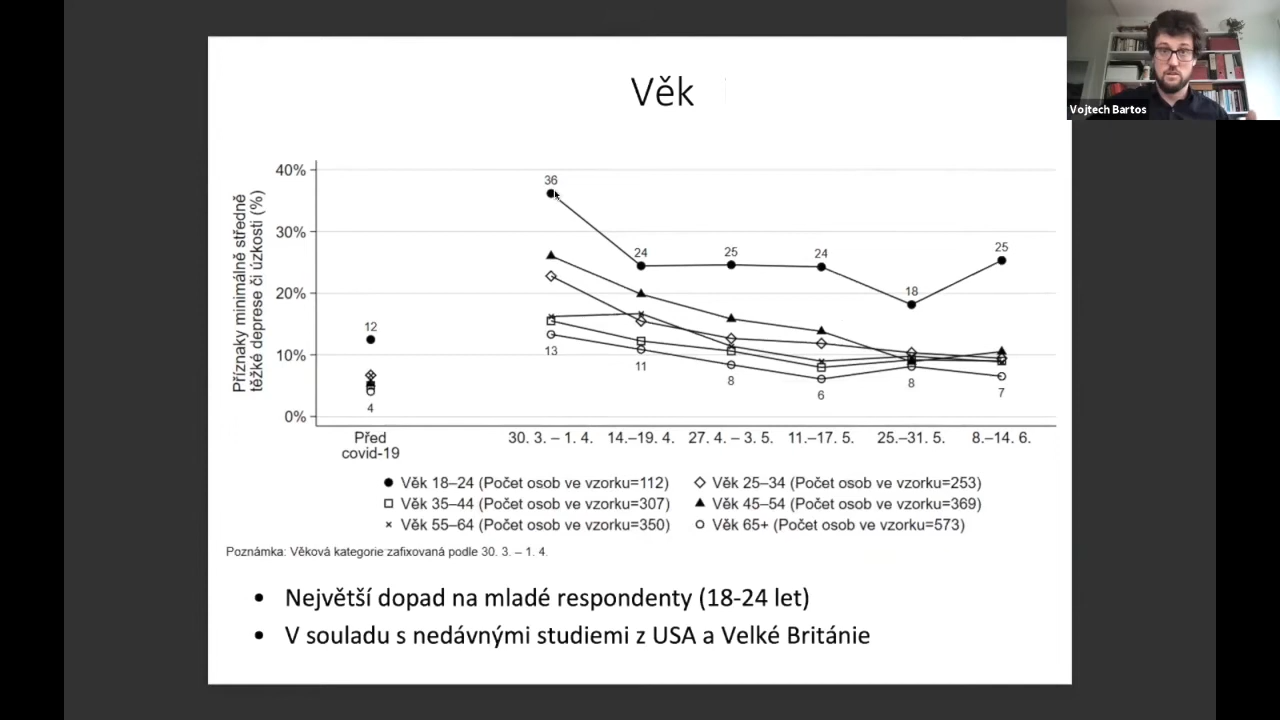 Vojtech Bartos
Věk
Příznaky minimálně středně
těžké deprese či úzkosti (%)
40%
30%
20%
10%
0%
36
24
25
24
18
25
12
4
13
11
8
6
8
7
Před
covid-19
30. 3. – 1. 4.
14.–19. 4.
27. 4. – 3. 5.
11.–17. 5.
25.–31. 5.
8.–14. 6.
Věk 18–24 (Počet osob ve vzorku=112)
Věk 25–34 (Počet osob ve vzorku=253)
Věk 35–44 (Počet osob ve vzorku=307)
Věk 45–54 (Počet osob ve vzorku=369)
Věk 55–64 (Počet osob ve vzorku=350)
Věk 65+ (Počet osob ve vzorku=573)
Poznámka: Věková kategorie zafixovaná podle 30. 3. – 1. 4.
• Největší dopad na mladé respondenty (18-24 let)
• V souladu s nedávnými studiemi z USA a Velké Británie